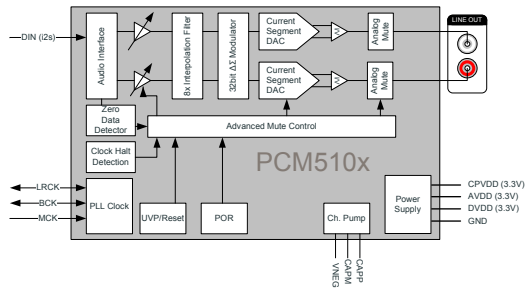 DIN (i2s)
Audio Interface
8x Interpolation Filter
32bit ΔΣ Modulator
Current
Segment
DAC
Analog
Mute
LINE OUT
Current
Segment
DAC
Analog
Mute
Zero
Data
Detector
Advanced Mute Control
Clock Halt
Detection
PCM510x
LRCK
BCK
MCK
PLL Clock
UVP/Reset
POR
Ch. Pump
Power
Supply
CPVDD (3.3V)
AVDD (3.3V)
DVDD (3.3V)
GND
VNEG
CAPM
CAPP